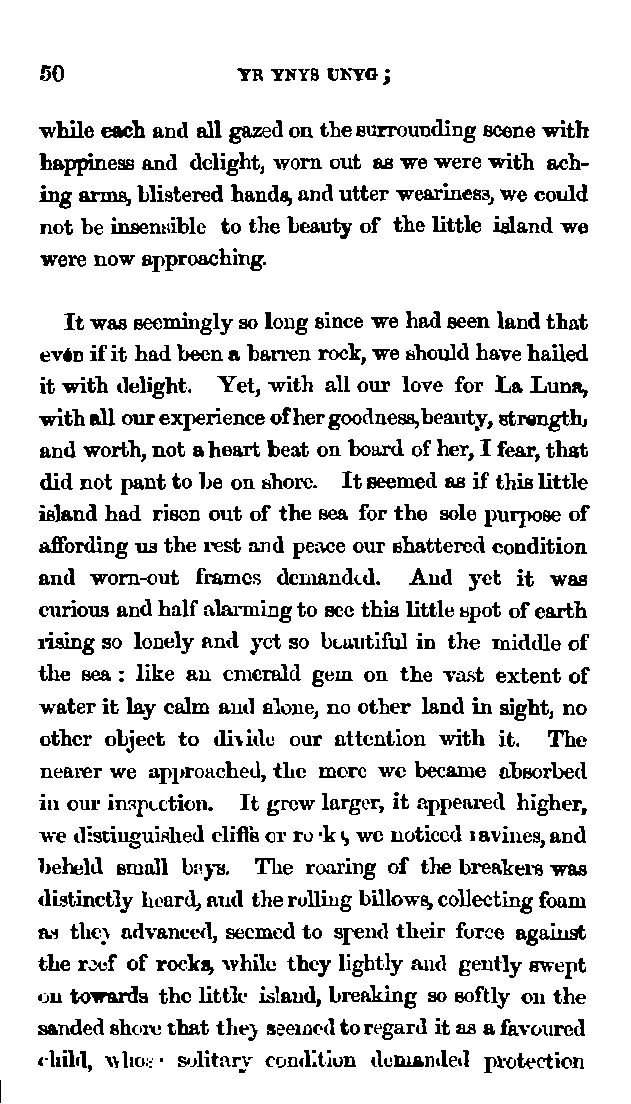 50 YR YNYS UNYG;
while each and all gazed on the surrounding scene with
happiness and delight, worn out as we were with ach-
ing arms, blistered hands, and utter weariness, we could
not be insensible to the beauty of the little island we
were now approaching.
It was seemingly so long since we had seen land that
even if it had been a barren rock, we should have hailed
it with delight. Yet, with all our love for La Luna,
with all our experience of her goodness, beauty, strength,
and worth, not a heart beat on board of her, I fear, that
did not pant to be on shore. It seemed as if this little
island had risen out of the sea for the sole purpose of
affording us the rest and peace our shattered condition
and worn-out frames demanded. And yet it was
curious and half alarming to see this little spot of earth
rising so lonely and yet so beautiful in the middle of
the sea: like an emerald gem on the vast extent of
water it lay calm and alone, no other land in sight, no
other object to divide our attention with it. The
nearer we approached, the more we became absorbed
in our inspection. It grew larger, it appeared higher,
we distinguished cliffs or rocks, we noticed ravines, and
beheld small bays. The roaring of the breakers was
distinctly heard, and the rolling billows, collecting foam
as they advanced, seemed to spend their force against
the reef of rocks, while they lightly and gently swept
on towards the little island, breaking so softly on the
sanded shore that they seemed to regard it as a favoured
child, whose solitary condition demanded protection